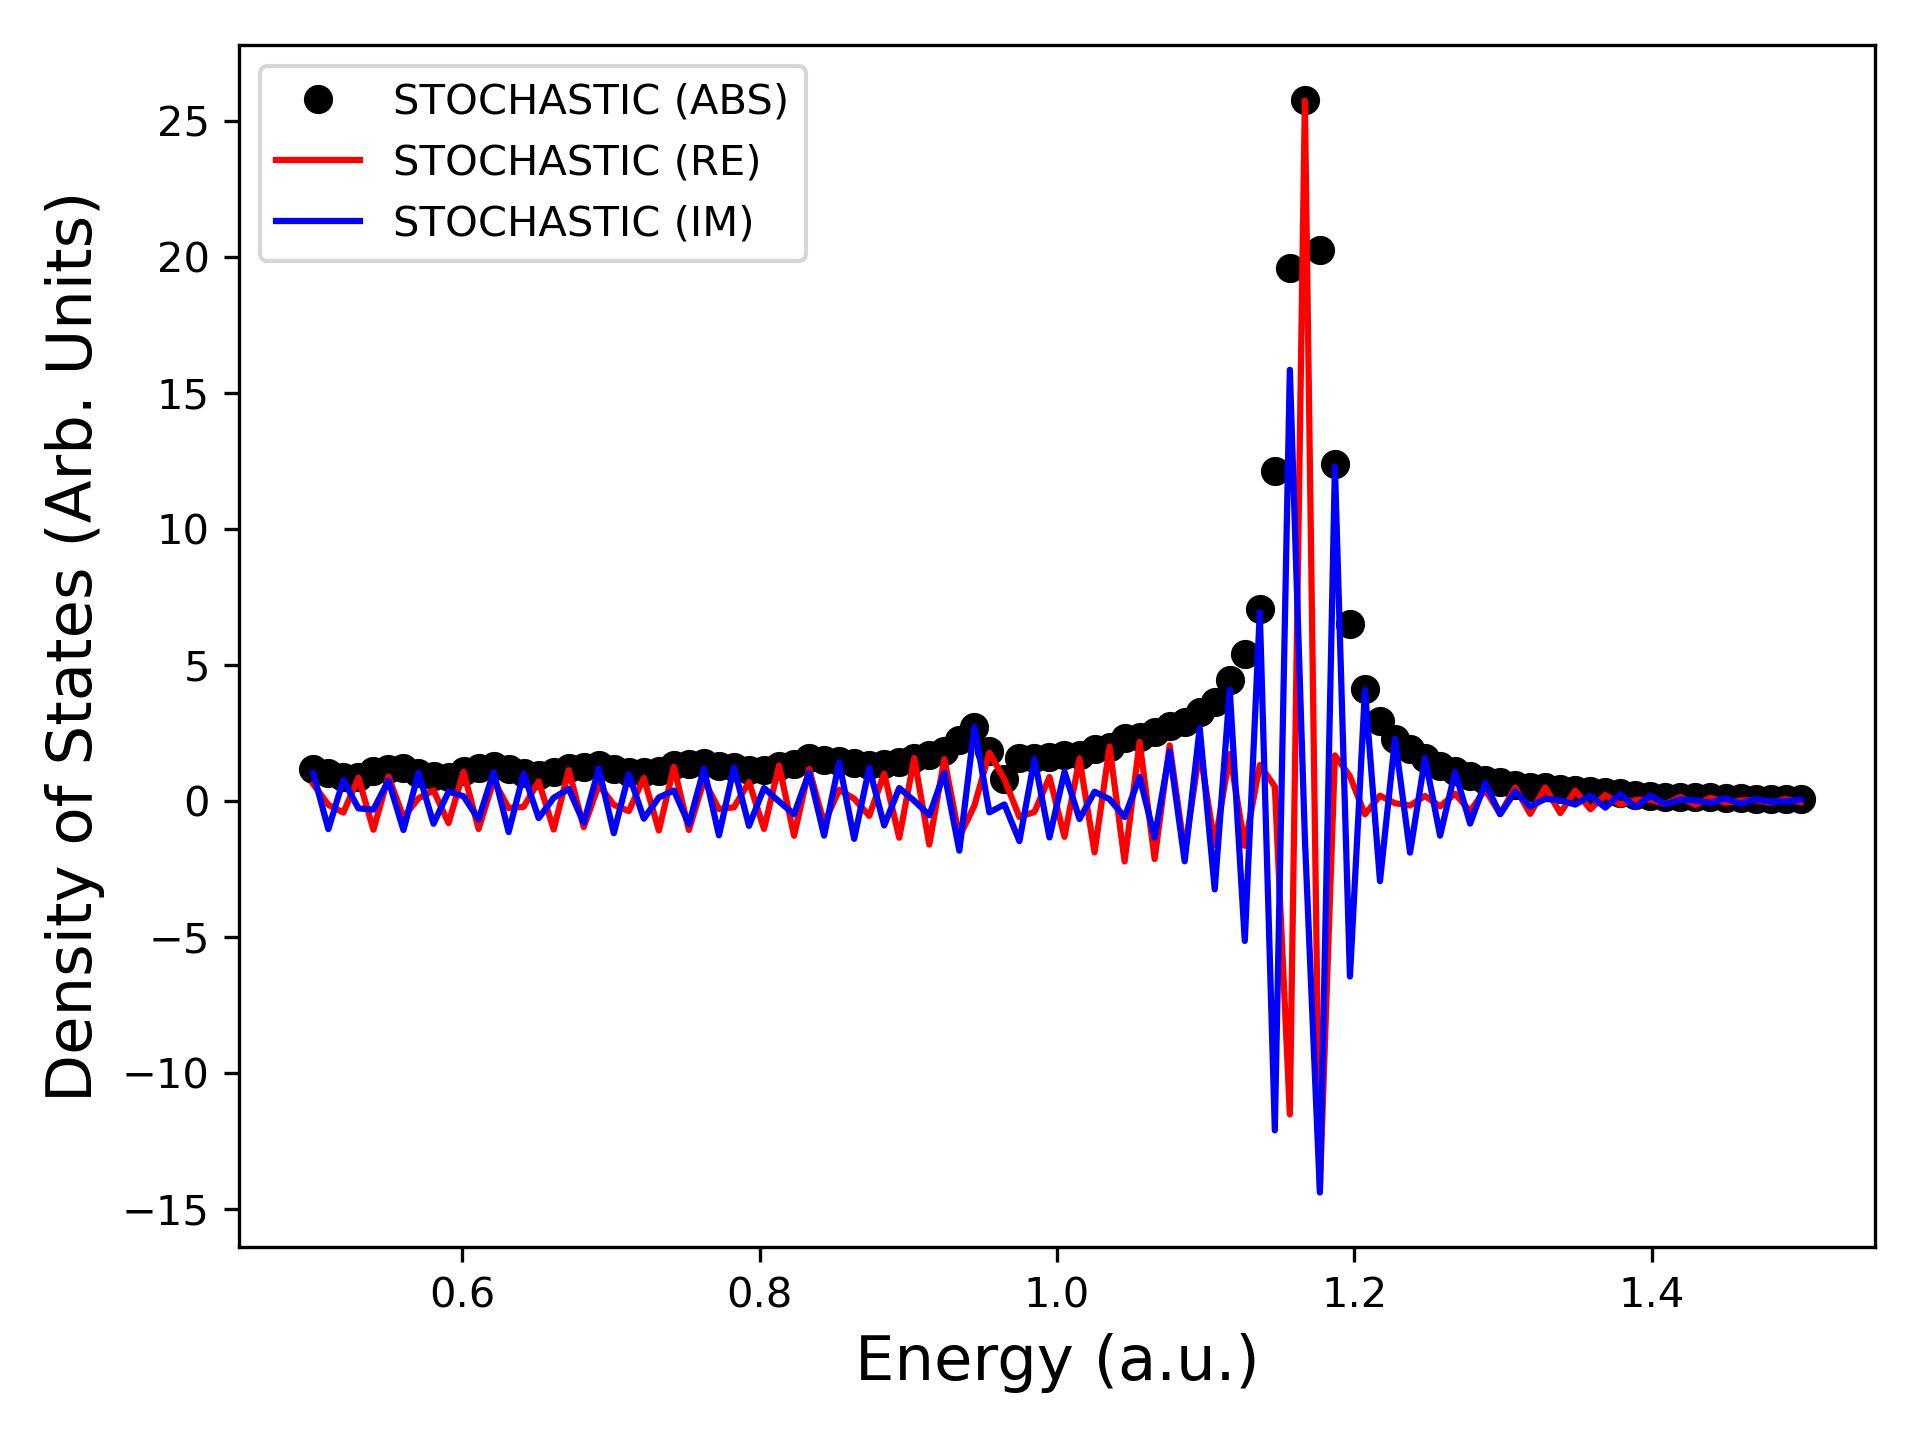 STOCHASTIC (ABS)
STOCHASTIC (RE)
STOCHASTIC (IM)
25
20
15
10
5
0
−5
−10
−15
Density of States (Arb. Units)
0.6 0.8 1.0 1.2 1.4
Energy (a.u.)